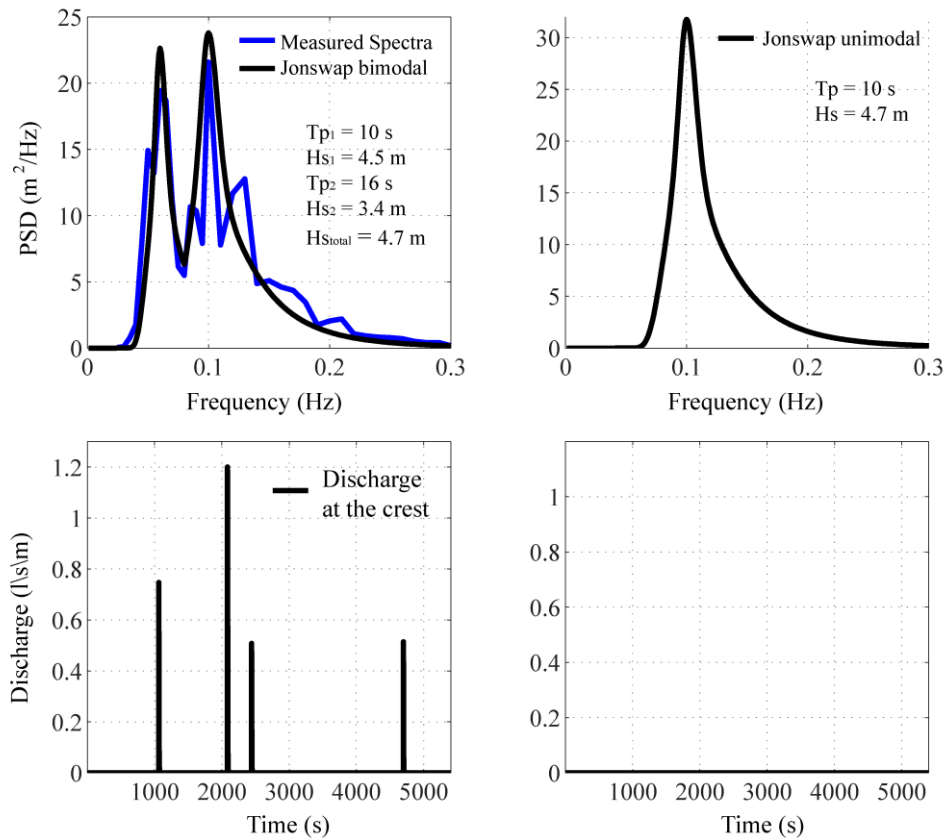 25
20
15
10
5
0
PSD (m²/Hz)
Measured Spectra
Jonswap bimodal
Tp₁ = 10 s
Hs₁ = 4.5 m
Tp₂ = 16 s
Hs₂ = 3.4 m
Hstotal = 4.7 m
0 0.1 0.2 0.3
Frequency (Hz)
30
25
20
15
10
5
0
Jonswap unimodal
Tp = 10 s
Hs = 4.7 m
0 0.1 0.2 0.3
Frequency (Hz)
1.2
1
0.8
0.6
0.4
0.2
0
Discharge (l\s\m)
Discharge
at the crest
1000 2000 3000 4000 5000
Time (s)
1
0.8
0.6
0.4
0.2
0
1000 2000 3000 4000 5000
Time (s)